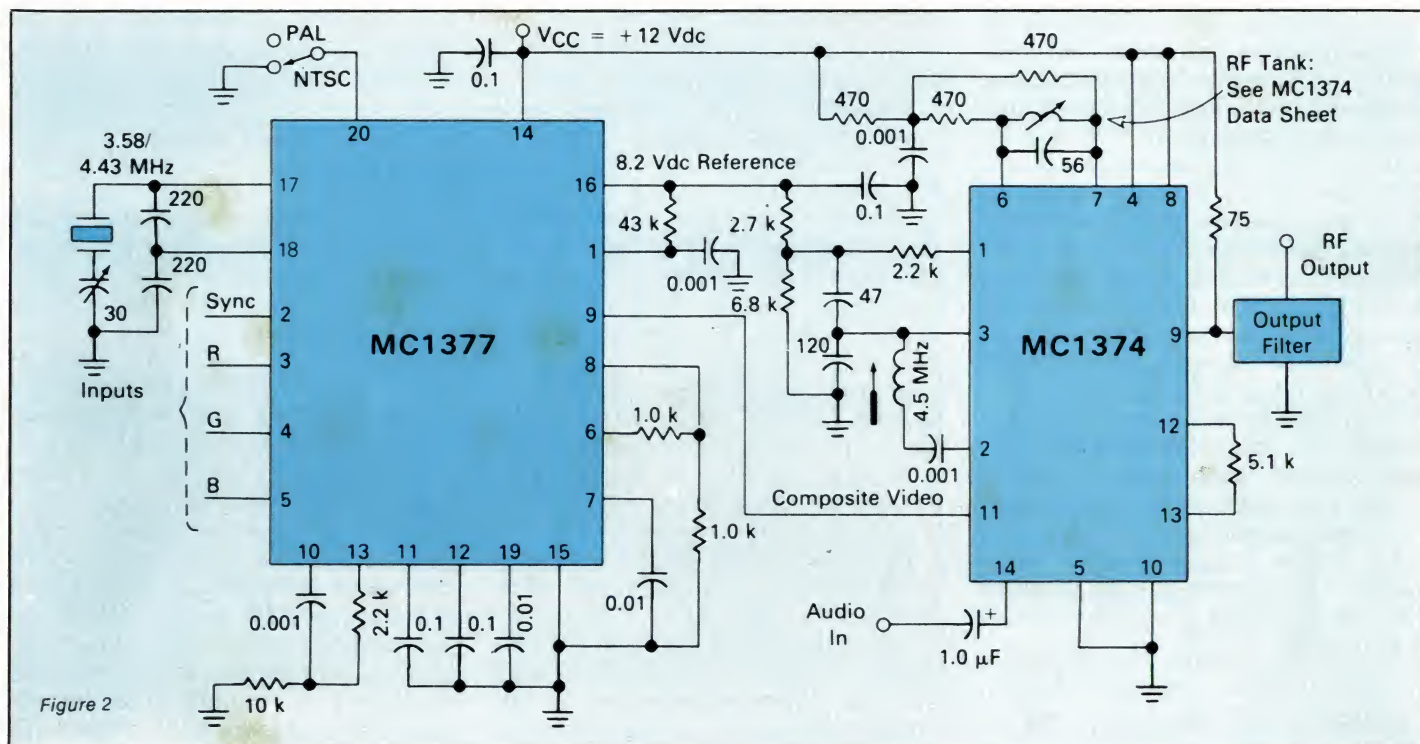 PAL
NTSC
VCC = +12 Vdc
0.1
470
RF Tank:
See MC1374
Data Sheet
470
470
0.001
20
14
3.58/
4.43 MHz
8.2 Vdc Reference
56
17
16
0.1
6
7
4
8
220
43 k
2.7 k
75
18
1
0.001
2.2 k
1
RF
Output
220
6.8 k
47
30
Sync
2
9
3
MC1377
MC1374
9
Output
Filter
R
3
8
120
4.5 MHz
Inputs
1.0 k
12
G
4
6
2
0.001
5.1 k
B
5
7
Composite Video
11
13
1.0 k
10
13
11
12
19
15
14
5
10
0.001
2.2 k
0.1
0.1
0.01
0.01
Audio
In
+
1.0 μF
10 k
Figure 2